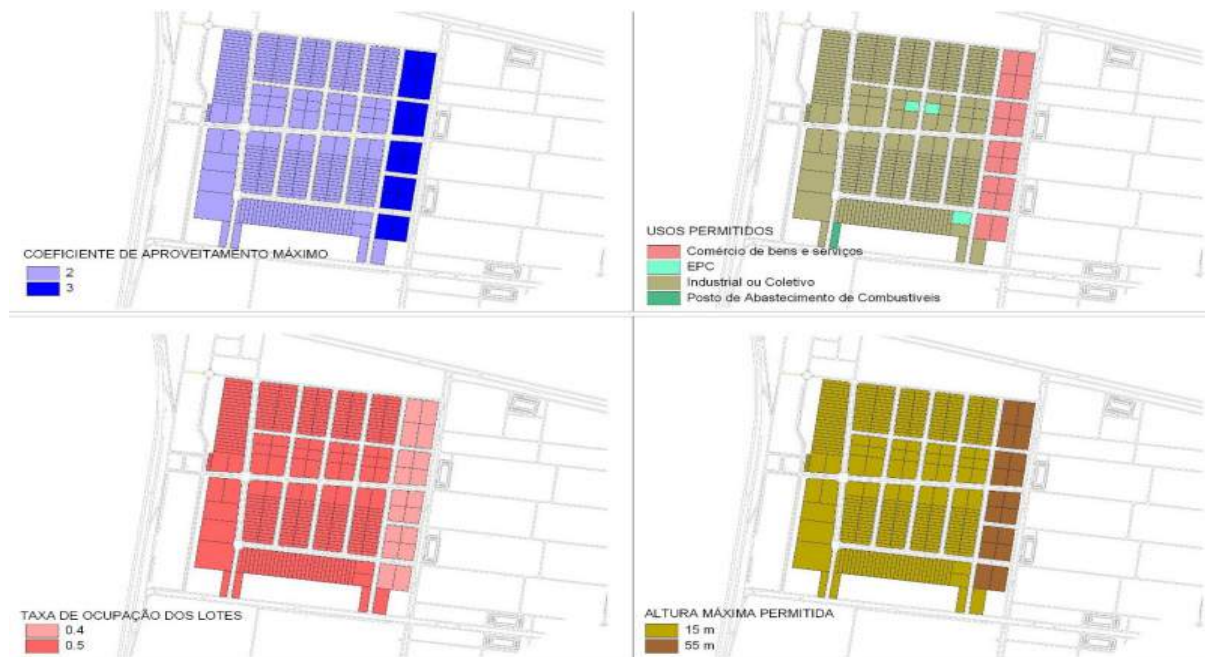 COEFICIENTE DE APROVEITAMENTO MÁXIMO
2
3
USOS PERMITIDOS
Comércio de bens e serviços
EPC
Industrial ou Coletivo
Posto de Abastecimento de Combustíveis
TAXA DE OCUPAÇÃO DOS LOTES
0.4
0.5
ALTURA MÁXIMA PERMITIDA
15 m
55 m